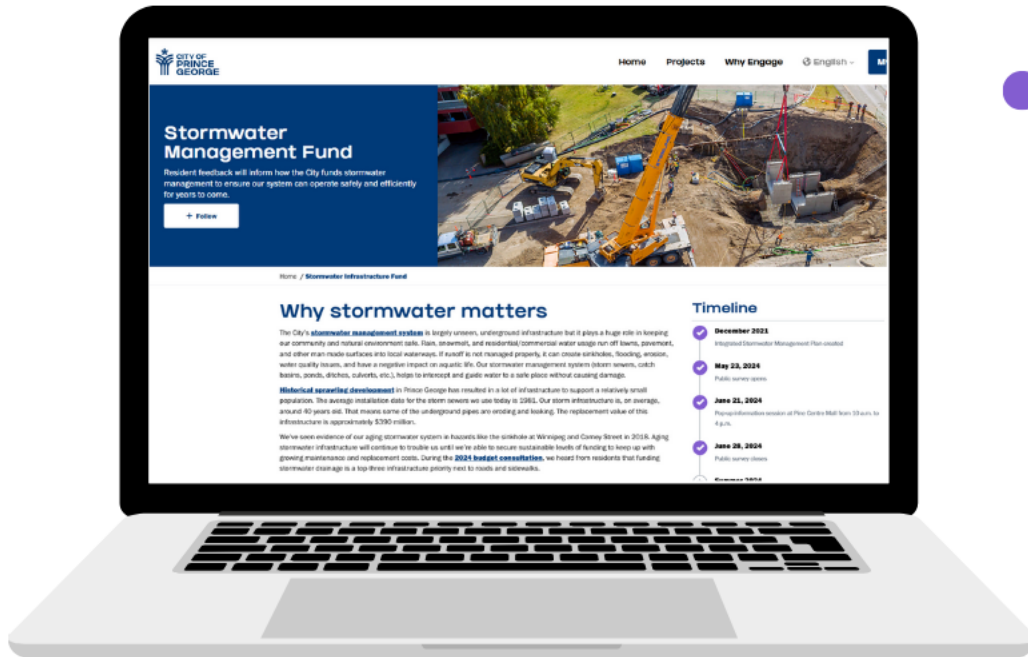 CITY OF
PRINCE
GEORGE
Home Projects Why Engage English
Stormwater
Management Fund
Resident feedback will inform how the City funds stormwater
management to ensure our system can operate safely and efficiently
for years to come.
+ Follow
Home / Stormwater Infrastructure Fund
Why stormwater matters
The City's stormwater management system is largely unseen, underground infrastructure but it plays a huge role in keeping
our community and natural environment safe. Rain, snowmelt, and residential/commercial water usage run off lawns, pavement,
and other man made surfaces into local waterways. If runoff is not managed properly, it can create sinkholes, flooding, erosion,
water quality issues, and have a negative impact on aquatic life. Our stormwater management system (storm sewers, catch
basins, ponds, ditches, culverts, etc.), helps to intercept and guide water to a safe place without causing damage.
Historical sprawling development in Prince George has resulted in a lot of infrastructure to support a relatively small
population. The average installation date for the storm sewers we use today is 1981. Our storm infrastructure is, on average,
around 40 years old. That means some of the underground pipes are eroding and leaking. The replacement value of this
infrastructure is approximately $390 million.
We've seen evidence of our aging stormwater system in hazards like the sinkhole at Winnipeg and Carney Street in 2018. Aging
stormwater infrastructure will continue to trouble us until we're able to secure sustainable levels of funding to keep up with
growing maintenance and replacement costs. During the 2024 budget consultation, we heard from residents that funding
stormwater drainage is a top-three infrastructure priority next to roads and sidewalks.
Timeline
December 2021
Integrated Stormwater Management Plan created
May 23, 2024
Public survey opens
June 21, 2024
Pop-up information session at Pine Centre Mall from 10 a.m. to
4 p.m.
June 28, 2024
Public survey closes
Summer 2024